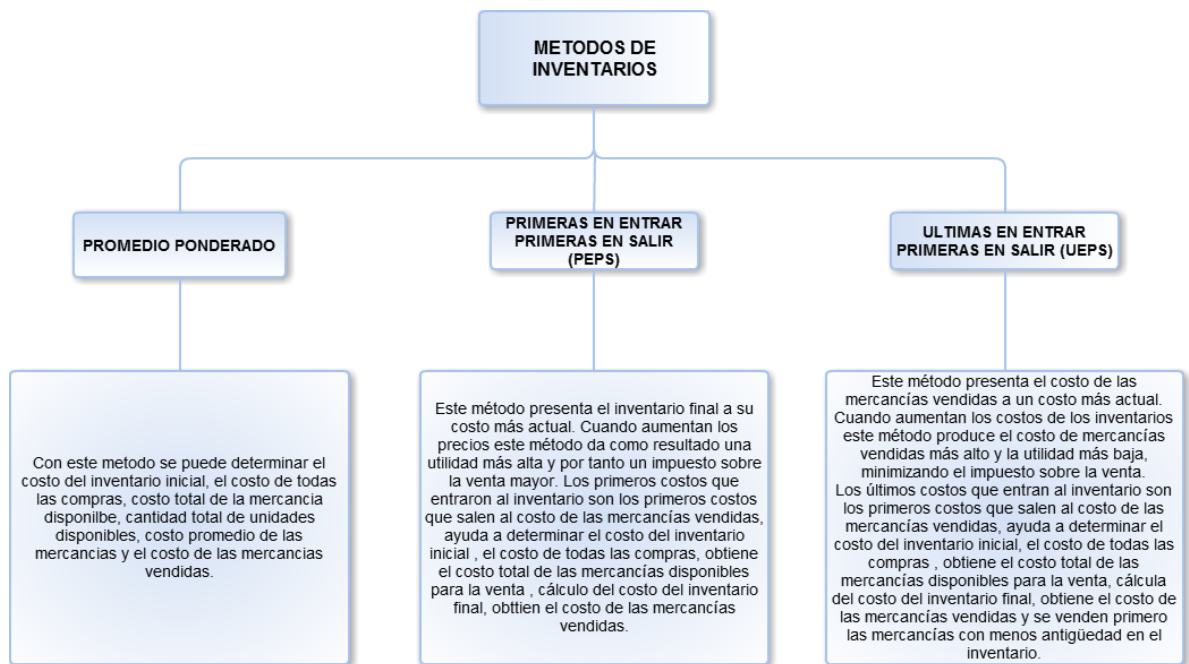 METODOS DE
INVENTARIOS
PROMEDIO PONDERADO
PRIMERAS EN ENTRAR
PRIMERAS EN SALIR
(PEPS)
ULTIMAS EN ENTRAR
PRIMERAS EN SALIR (UEPS)
Con este metodo se puede determinar el
costo del inventario inicial, el costo de todas
las compras, costo total de la mercancia
disponilbe, cantidad total de unidades
disponibles, costo promedio de las
mercancias y el costo de las mercancias
vendidas.
Este método presenta el inventario final a su
costo más actual. Cuando aumentan los
precios este método da como resultado una
utilidad más alta y por tanto un impuesto sobre
la venta mayor. Los primeros costos que
entraron al inventario son los primeros costos
que salen al costo de las mercancías vendidas,
ayuda a determinar el costo del inventario
inicial , el costo de todas las compras, obtiene
el costo total de las mercancías disponibles
para la venta , cálculo del costo del inventario
final, obttien el costo de las mercancías
vendidas.
Este método presenta el costo de las
mercancías vendidas a un costo más actual.
Cuando aumentan los costos de los inventarios
este método produce el costo de mercancías
vendidas más alto y la utilidad más baja,
minimizando el impuesto sobre la venta.
Los últimos costos que entran al inventario son
los primeros costos que salen al costo de las
mercancías vendidas, ayuda a determinar el
costo del inventario inicial, el costo de todas las
compras , obtiene el costo total de las
mercancías disponibles para la venta, cálcula
del costo del inventario final, obtiene el costo de
las mercancías vendidas y se venden primero
las mercancías con menos antigüedad en el
inventario.